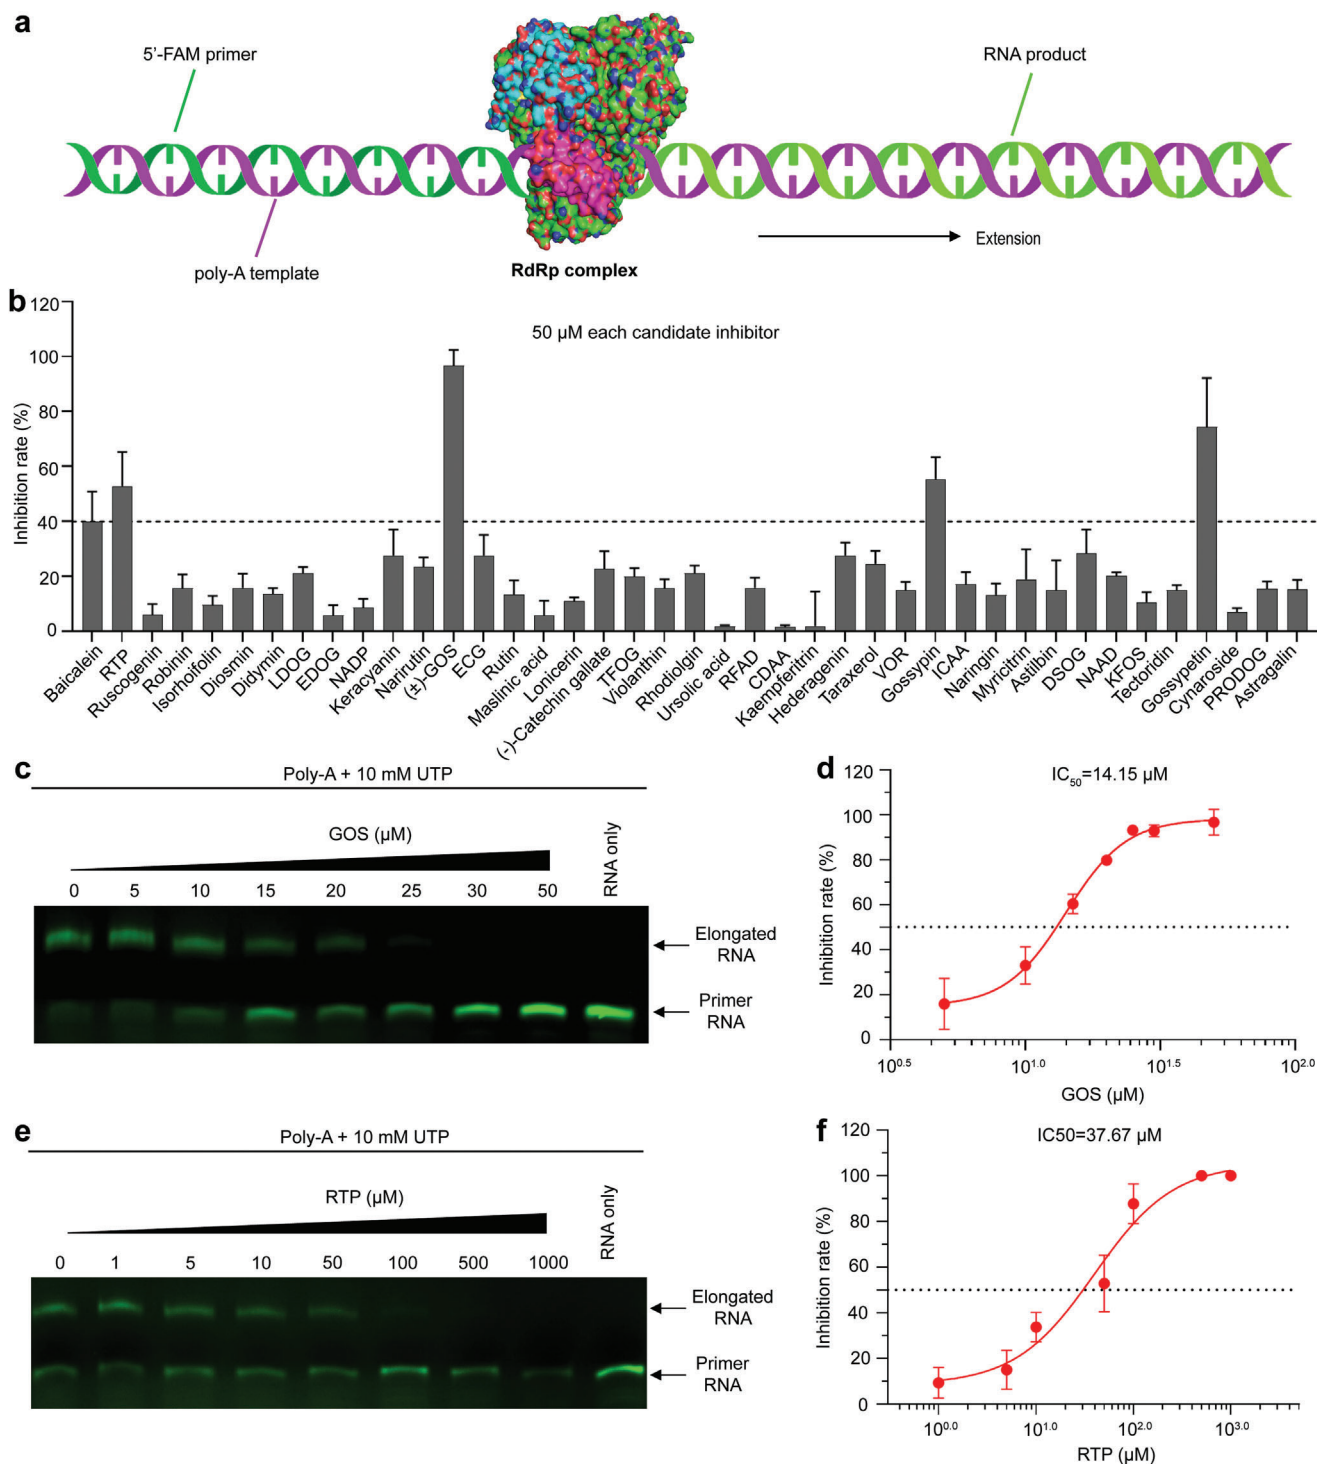 a
5'-FAM primer
RNA product
poly-A template
RdRp complex
Extension
b
50 µM each candidate inhibitor
Inhibition rate (%)
120
100
80
60
40
20
0
Baicalein
RTP
Ruscogenin
Robinin
Isorhoifolin
Diosmin
Didymin
LDOG
EDOG
NADP
Keracyanin
Narirutin
(±)-GOS
ECG
Rutin
Maslinic acid
Lonicerin
(-)-Catechin gallate
TFOG
Violanthin
Rhodiolgin
Ursolic acid
RFAD
CDAA
Kaempferitrin
Hederagenin
Taraxerol
VOR
Gossypin
ICAA
Naringin
Myricitrin
Astilbin
DSOG
NAAD
KFOS
Tectoridin
Gossypetin
Cynaroside
PRODOG
Astragalin
c
Poly-A + 10 mM UTP
GOS (µM)
RNA only
0 5 10 15 20 25 30 50
Elongated
RNA
Primer
RNA
d
IC50=14.15 µM
Inhibition rate (%)
120
100
80
60
40
20
0
10^0.5 10^1.0 10^1.5 10^2.0
GOS (µM)
e
Poly-A + 10 mM UTP
RTP (µM)
RNA only
0 1 5 10 50 100 500 1000
Elongated
RNA
Primer
RNA
f
IC50=37.67 µM
Inhibition rate (%)
120
100
80
60
40
20
0
10^0.0 10^1.0 10^2.0 10^3.0
RTP (µM)